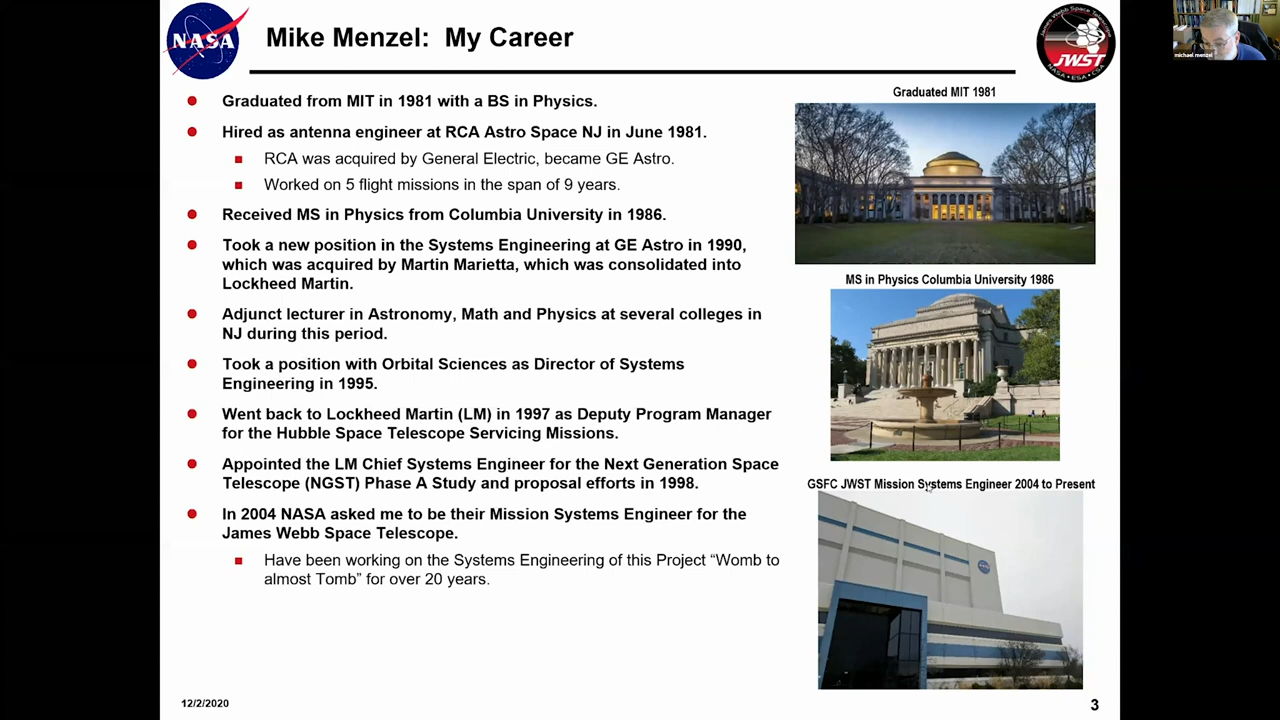 NASA
Mike Menzel: My Career
James Webb Space Telescope
JWST
NASA • ESA • CSA
michael menzel
Graduated from MIT in 1981 with a BS in Physics.
Hired as antenna engineer at RCA Astro Space NJ in June 1981.
RCA was acquired by General Electric, became GE Astro.
Worked on 5 flight missions in the span of 9 years.
Received MS in Physics from Columbia University in 1986.
Took a new position in the Systems Engineering at GE Astro in 1990,
which was acquired by Martin Marietta, which was consolidated into
Lockheed Martin.
Adjunct lecturer in Astronomy, Math and Physics at several colleges in
NJ during this period.
Took a position with Orbital Sciences as Director of Systems
Engineering in 1995.
Went back to Lockheed Martin (LM) in 1997 as Deputy Program Manager
for the Hubble Space Telescope Servicing Missions.
Appointed the LM Chief Systems Engineer for the Next Generation Space
Telescope (NGST) Phase A Study and proposal efforts in 1998.
In 2004 NASA asked me to be their Mission Systems Engineer for the
James Webb Space Telescope.
Have been working on the Systems Engineering of this Project “Womb to
almost Tomb” for over 20 years.
Graduated MIT 1981
MS in Physics Columbia University 1986
GSFC JWST Mission Systems Engineer 2004 to Present
12/2/2020
3